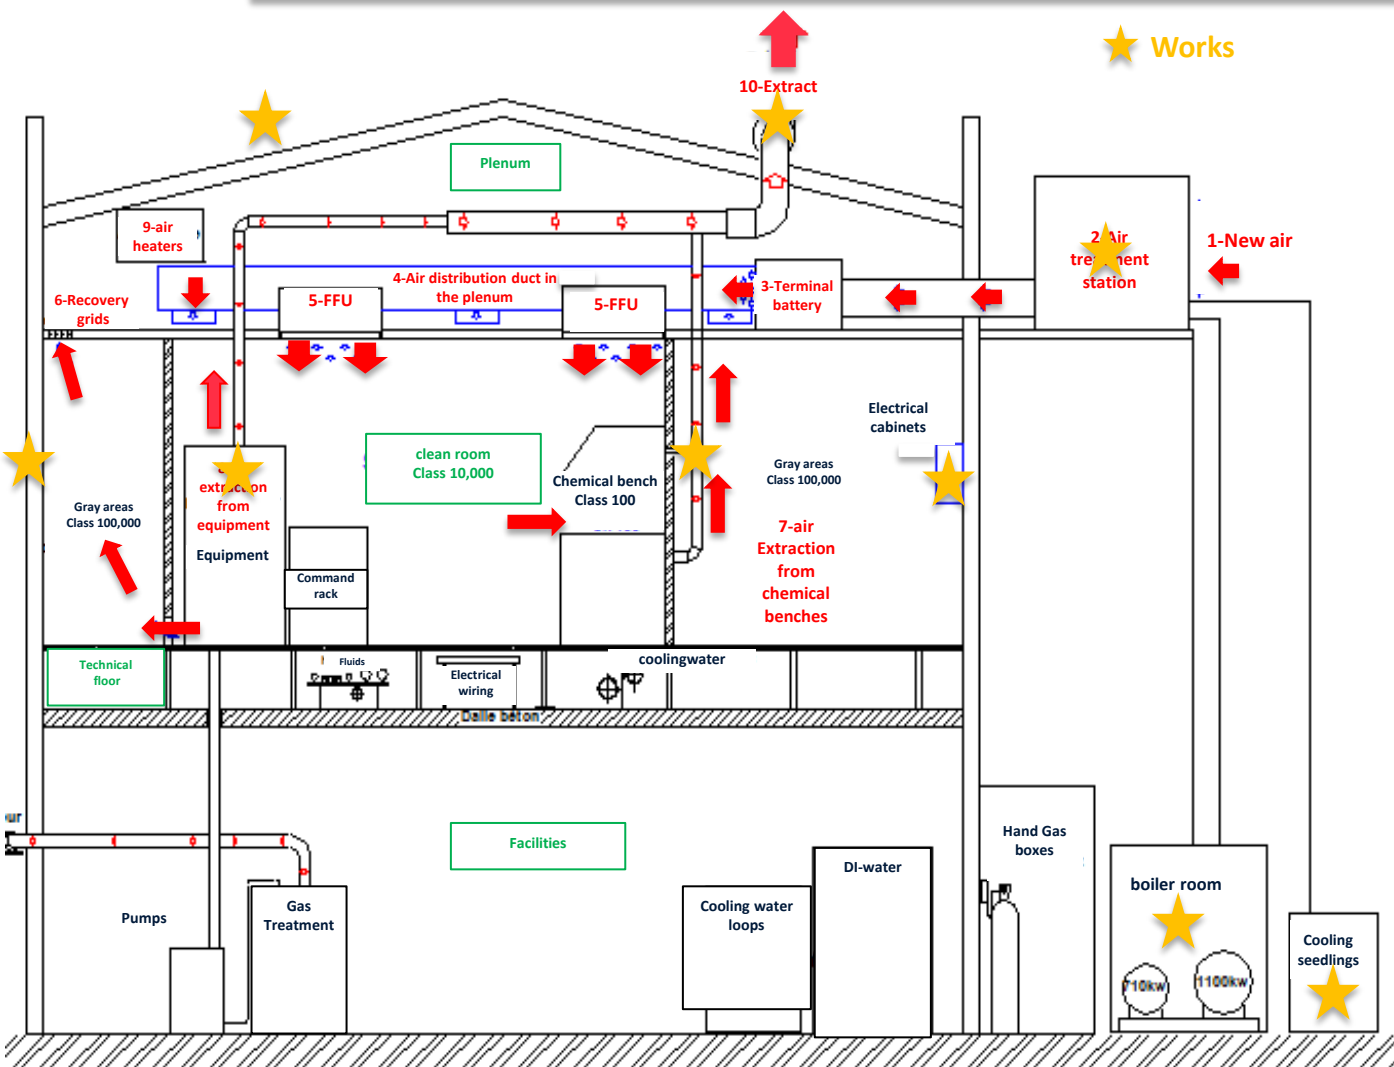 Works
10-Extract
Plenum
9-air
heaters
2-Air
treatment
station
1-New air
4-Air distribution duct in
the plenum
3-Terminal
battery
6-Recovery
grids
5-FFU
5-FFU
Electrical
cabinets
clean room
Class 10,000
Chemical bench
Class 100
Gray areas
Class 100,000
extraction
from
equipment
Equipment
Gray areas
Class 100,000
7-air
Extraction
from
chemical
benches
Command
rack
Technical
floor
Fluids
Electrical
wiring
coolingwater
Dalle béton
ur
Facilities
Hand Gas
boxes
DI-water
boiler room
Pumps
Gas
Treatment
Cooling water
loops
Cooling
seedlings
710kw
1100kw